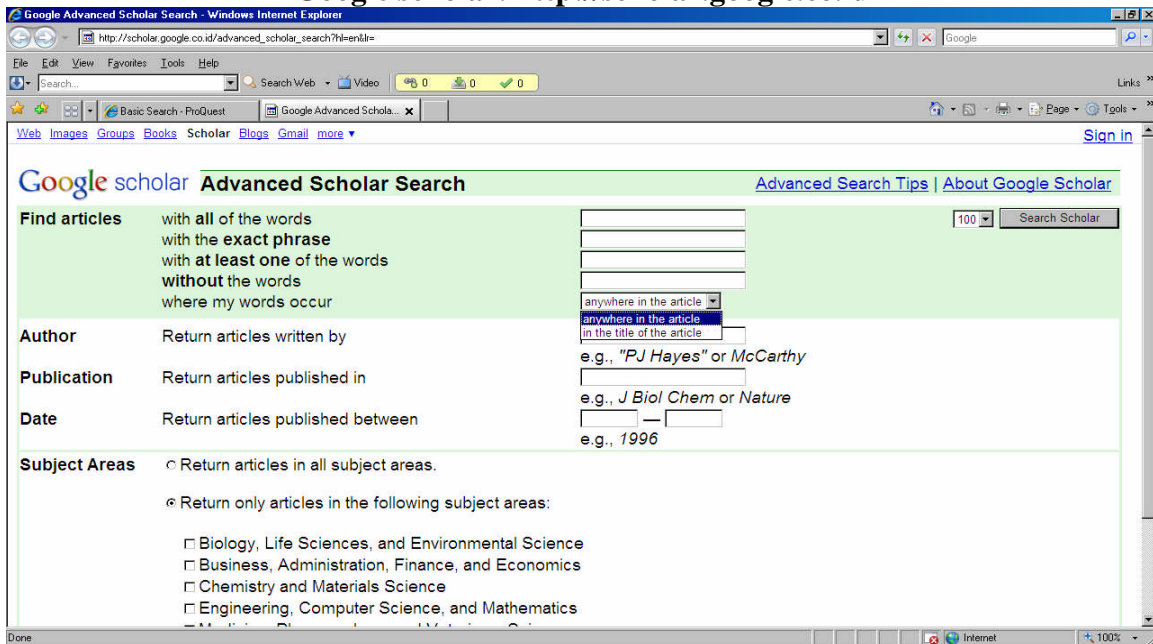 Google Advanced Scholar Search - Windows Internet Explorer
http://scholar.google.co.id/advanced_scholar_search?hl=en&lr=
Google
File Edit View Favorites Tools Help
Search... Search Web Video 0 0 0 Links
Basic Search - ProQuest Google Advanced Schola... Page Tools
Web Images Groups Books Scholar Blogs Gmail more Sign in
Google scholar Advanced Scholar Search Advanced Search Tips | About Google Scholar
Find articles with all of the words 100 Search Scholar
with the exact phrase
with at least one of the words
without the words
where my words occur anywhere in the article
anywhere in the article
in the title of the article
Author Return articles written by
e.g., "PJ Hayes" or McCarthy
Publication Return articles published in
e.g., J Biol Chem or Nature
Date Return articles published between —
e.g., 1996
Subject Areas Return articles in all subject areas.
Return only articles in the following subject areas:
Biology, Life Sciences, and Environmental Science
Business, Administration, Finance, and Economics
Chemistry and Materials Science
Engineering, Computer Science, and Mathematics
Done Internet 100%